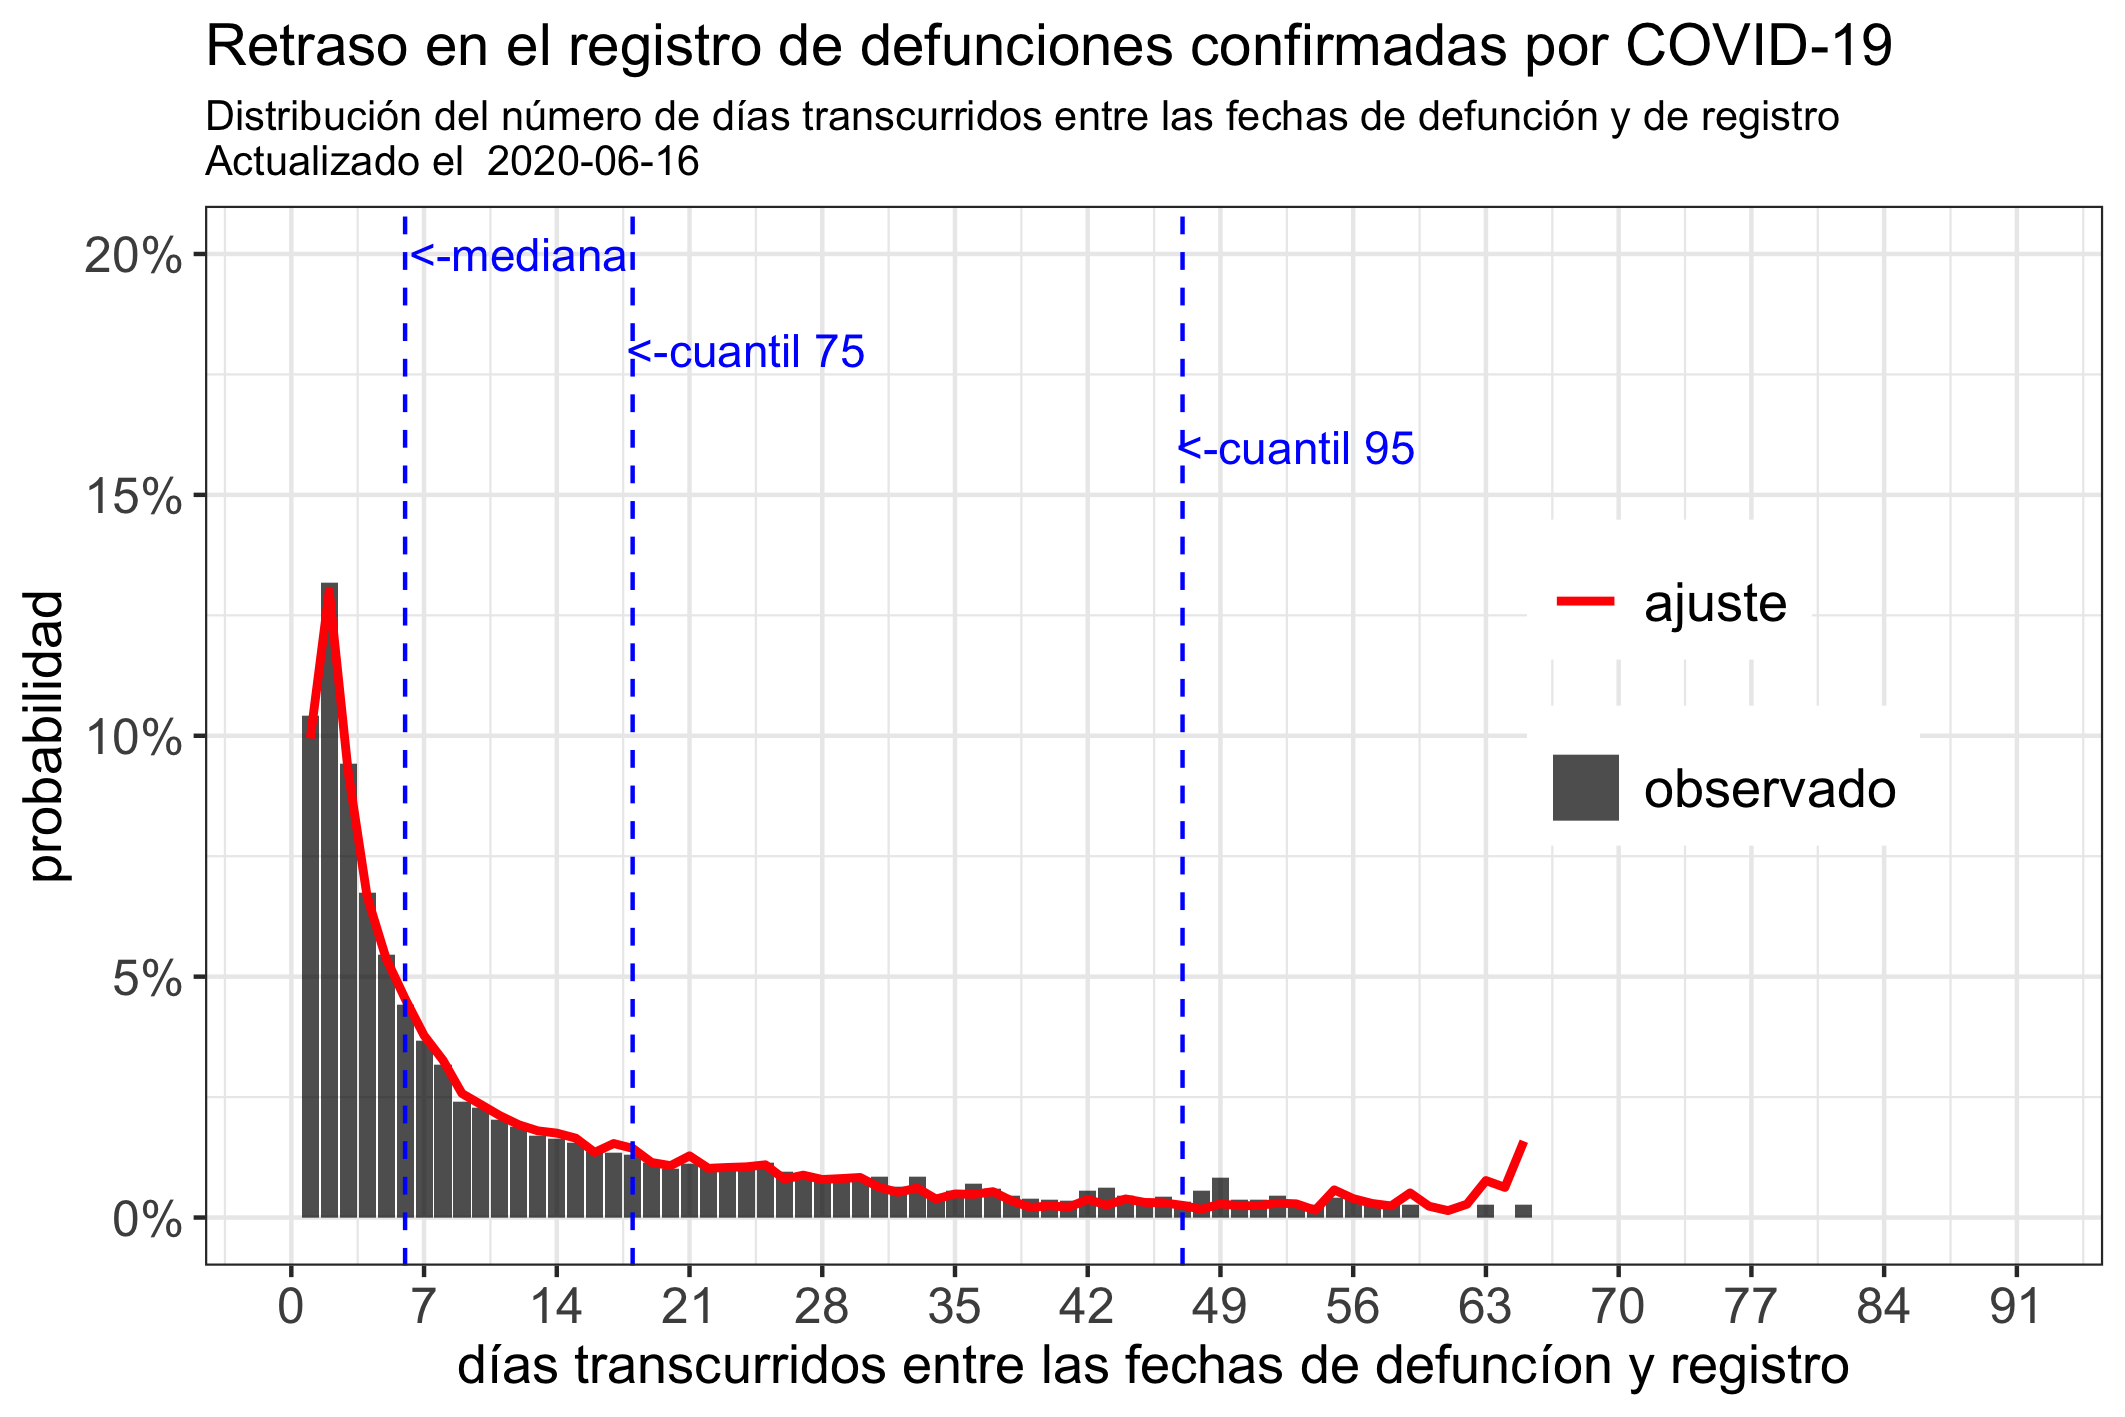 Retraso en el registro de defunciones confirmadas por COVID-19
Distribución del número de días transcurridos entre las fechas de defunción y de registro
Actualizado el  2020-06-16
20%
15%
10%
5%
0%
probabilidad
<-mediana
<-cuantil 75
<-cuantil 95
ajuste
observado
0 7 14 21 28 35 42 49 56 63 70 77 84 91
días transcurridos entre las fechas de defuncíon y registro